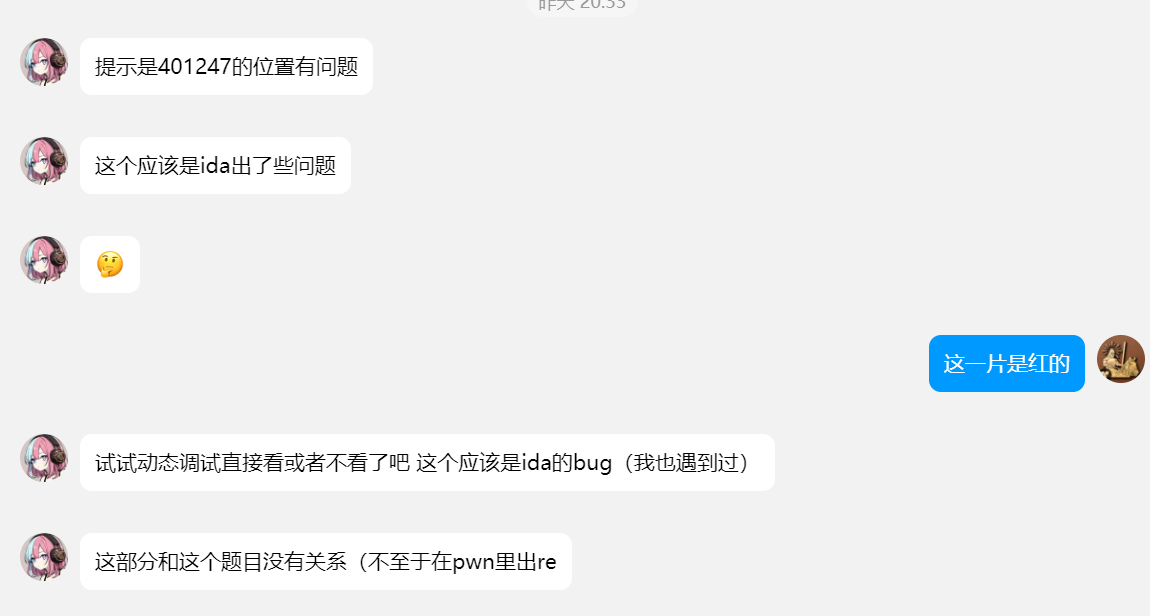 昨天 20:35
提示是401247的位置有问题
这个应该是ida出了些问题
🤔
这一片是红的
试试动态调试直接看或者不看了吧 这个应该是ida的bug（我也遇到过）
这部分和这个题目没有关系（不至于在pwn里出re